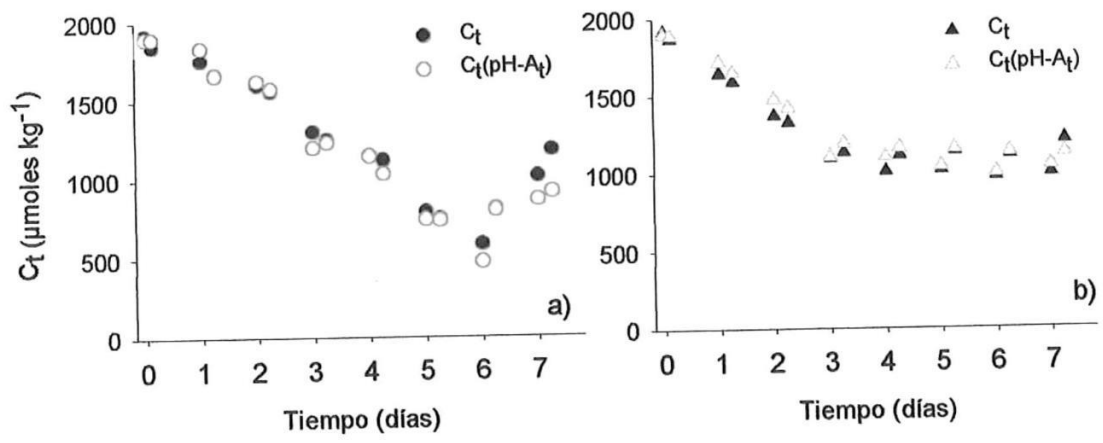 2000
1500
1000
500
0
Ct (µmoles kg⁻¹)
Ct
Ct(pH-At)
a)
0 1 2 3 4 5 6 7
Tiempo (días)
2000
1500
1000
500
0
Ct
Ct(pH-At)
b)
0 1 2 3 4 5 6 7
Tiempo (días)